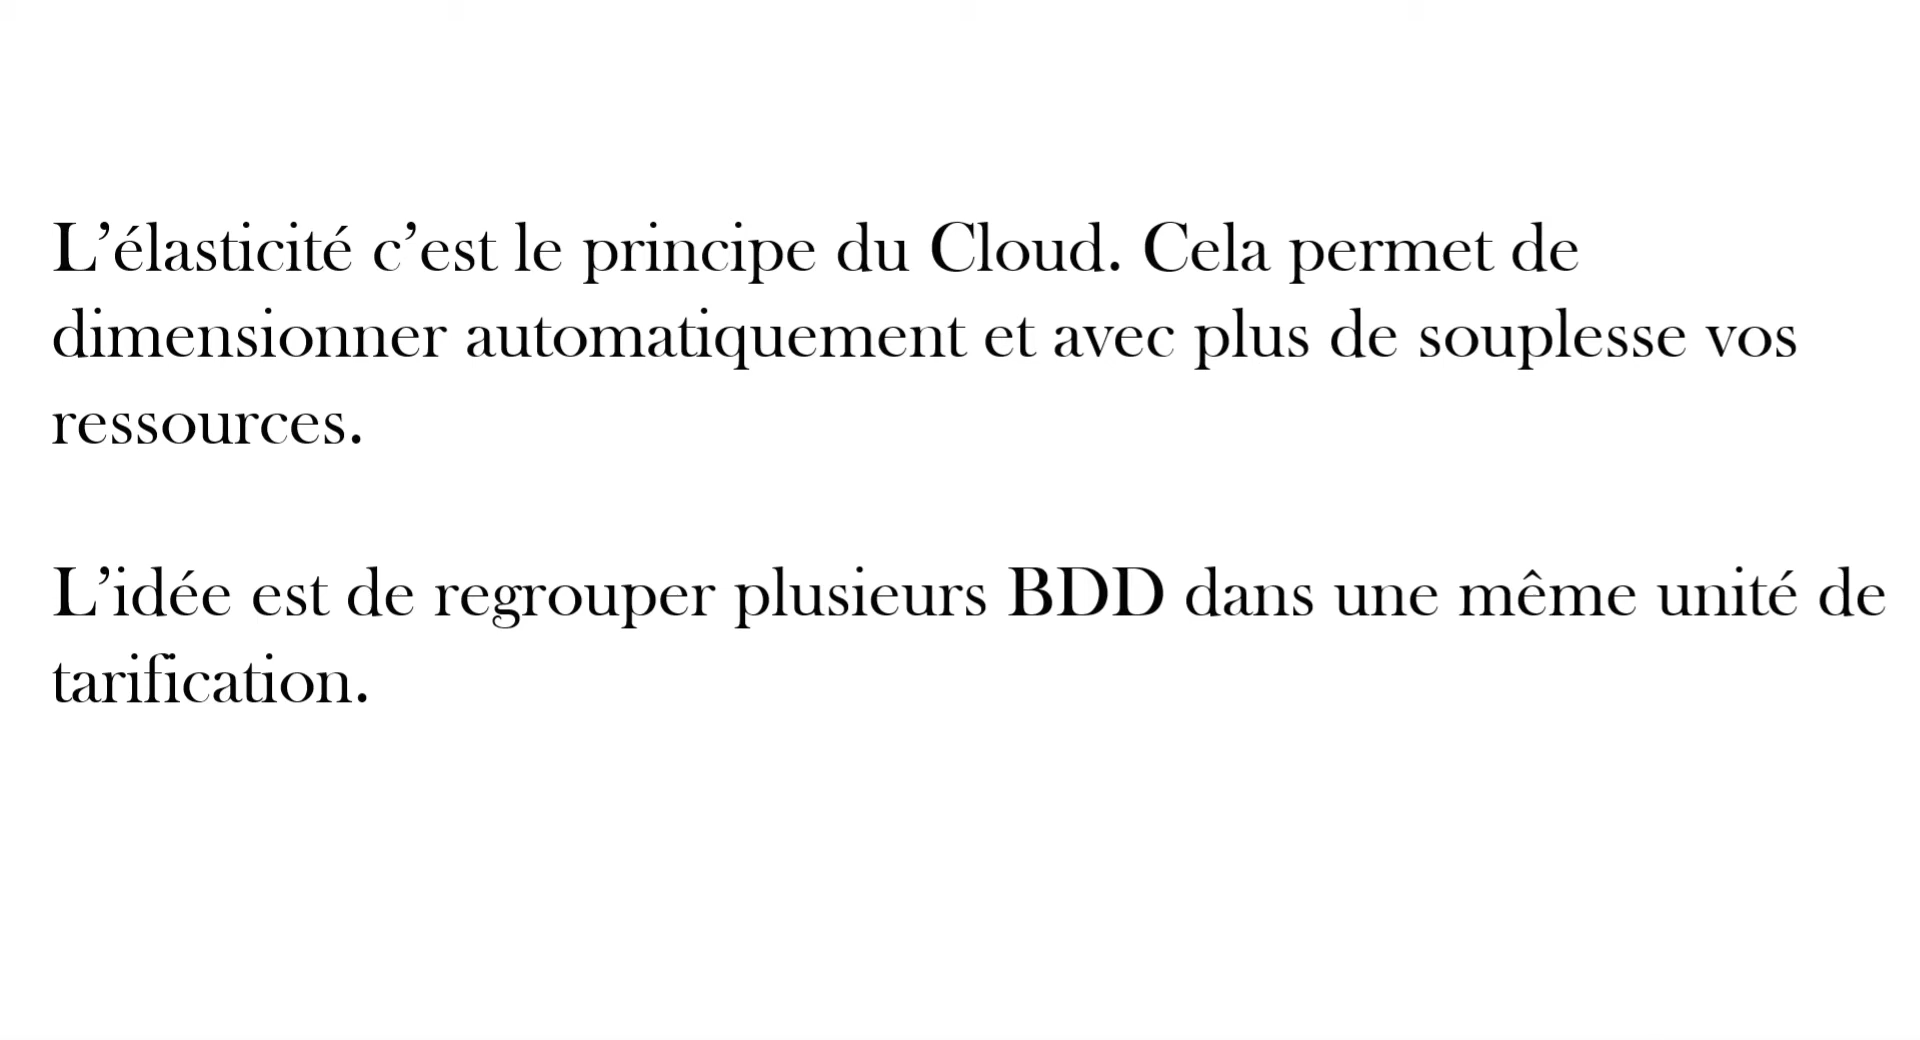 L’élasticité c’est le principe du Cloud. Cela permet de
dimensionner automatiquement et avec plus de souplesse vos
ressources.
L’idée est de regrouper plusieurs BDD dans une même unité de
tarification.